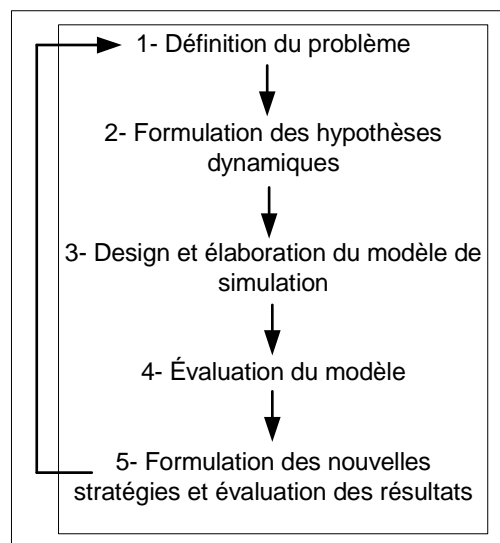 1- Définition du problème
2- Formulation des hypothèses
dynamiques
3- Design et élaboration du modèle de
simulation
4- Évaluation du modèle
5- Formulation des nouvelles
stratégies et évaluation des résultats